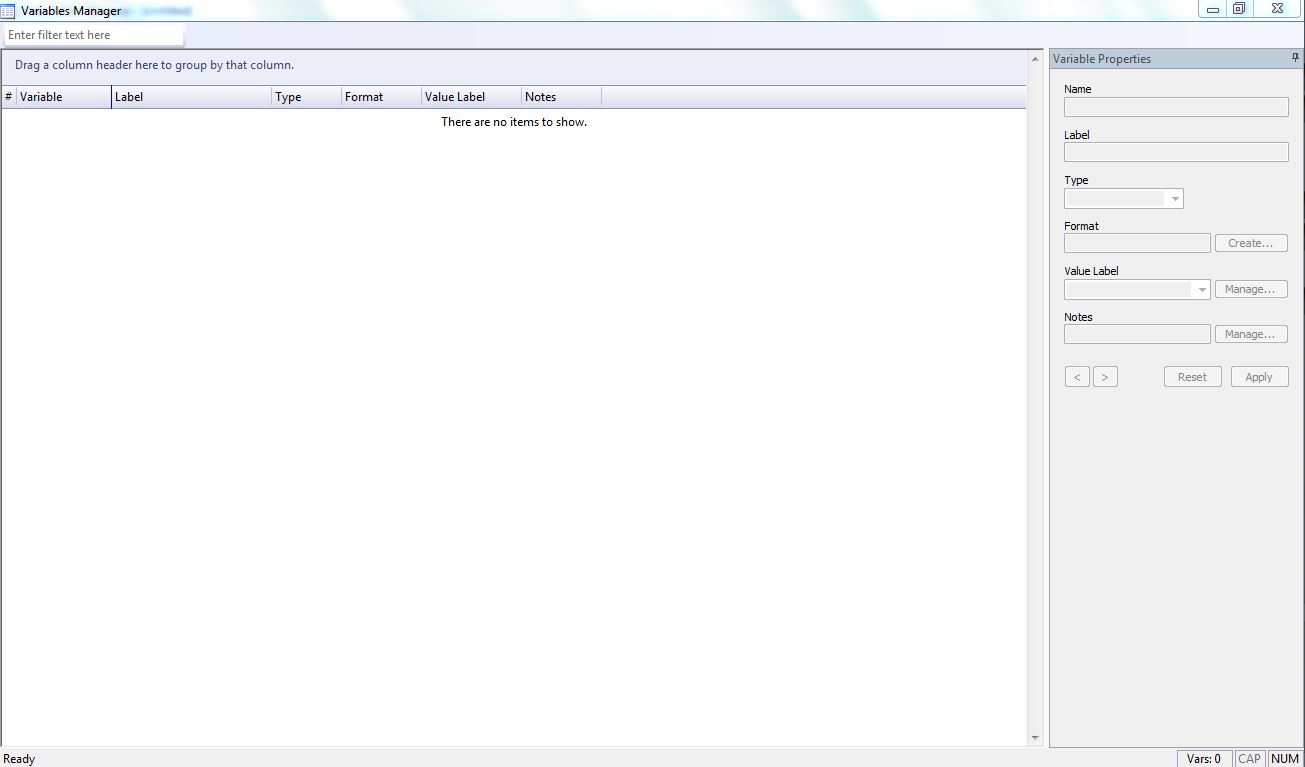 Variables Manager
Enter filter text here
Drag a column header here to group by that column.
# Variable Label Type Format Value Label Notes
There are no items to show.
Variable Properties
Name
Label
Type
Format
Create...
Value Label
Manage...
Notes
Manage...
< > Reset Apply
Ready Vars: 0 CAP NUM